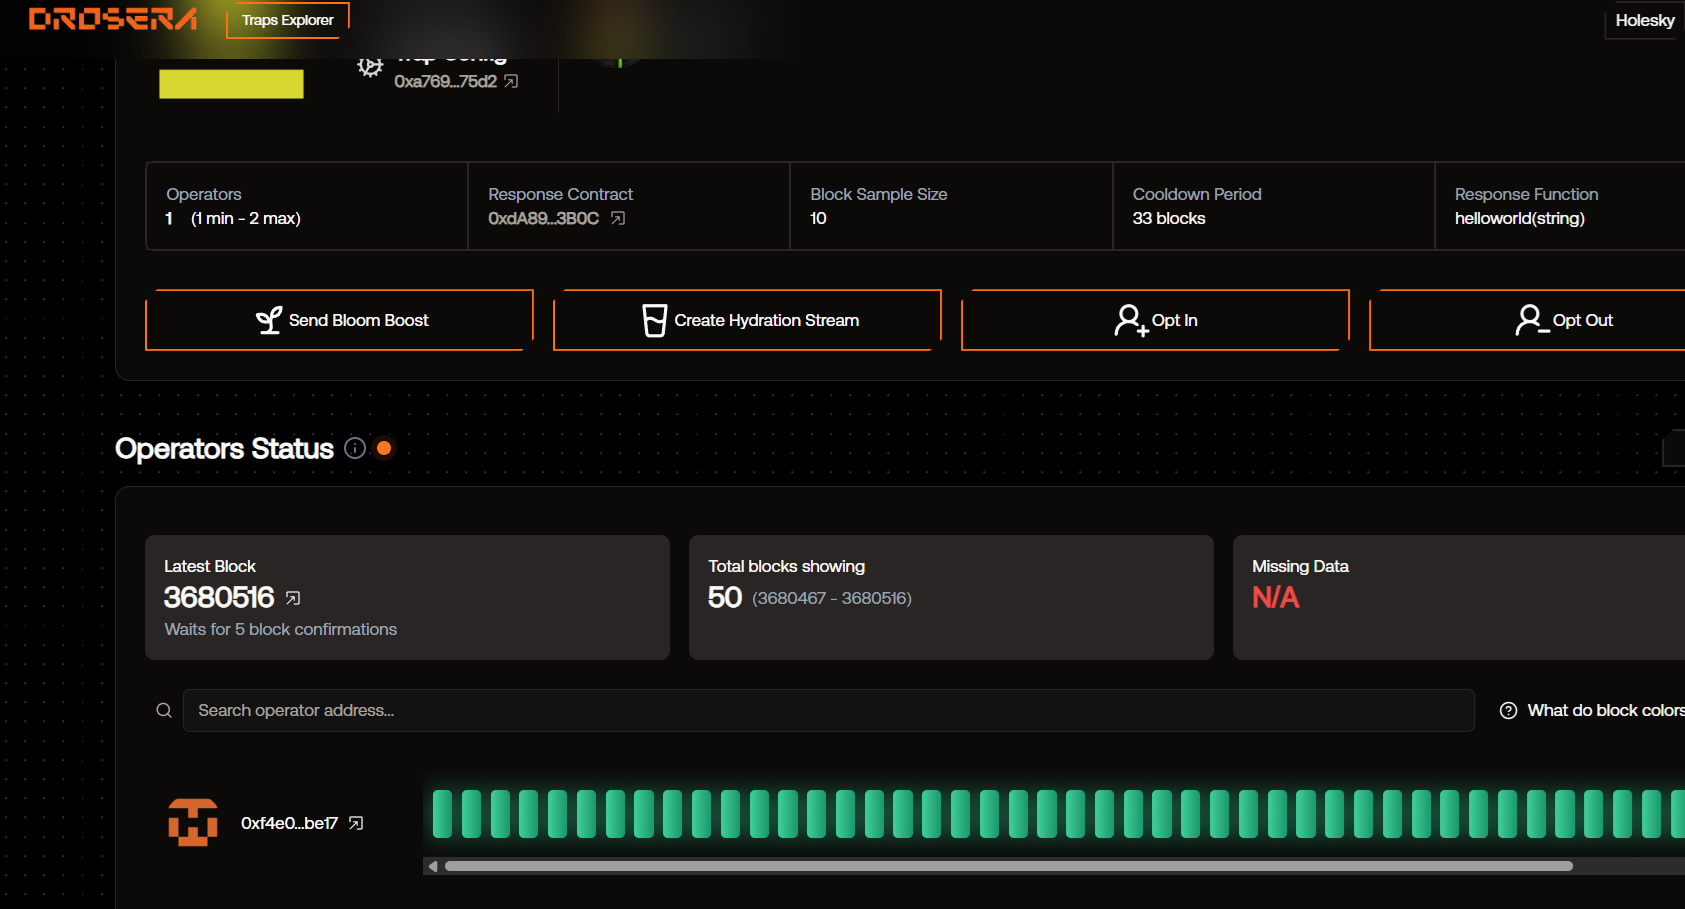 DROSERA
Traps Explorer
Holesky
Trap Config
0xa769...75d2
Operators
1 (1 min - 2 max)
Response Contract
0xdA89...3B0C
Block Sample Size
10
Cooldown Period
33 blocks
Response Function
helloworld(string)
Send Bloom Boost
Create Hydration Stream
Opt In
Opt Out
Operators Status
Latest Block
3680516
Waits for 5 block confirmations
Total blocks showing
50 (3680467 - 3680516)
Missing Data
N/A
Search operator address...
What do block colors
0xf4e0...be17